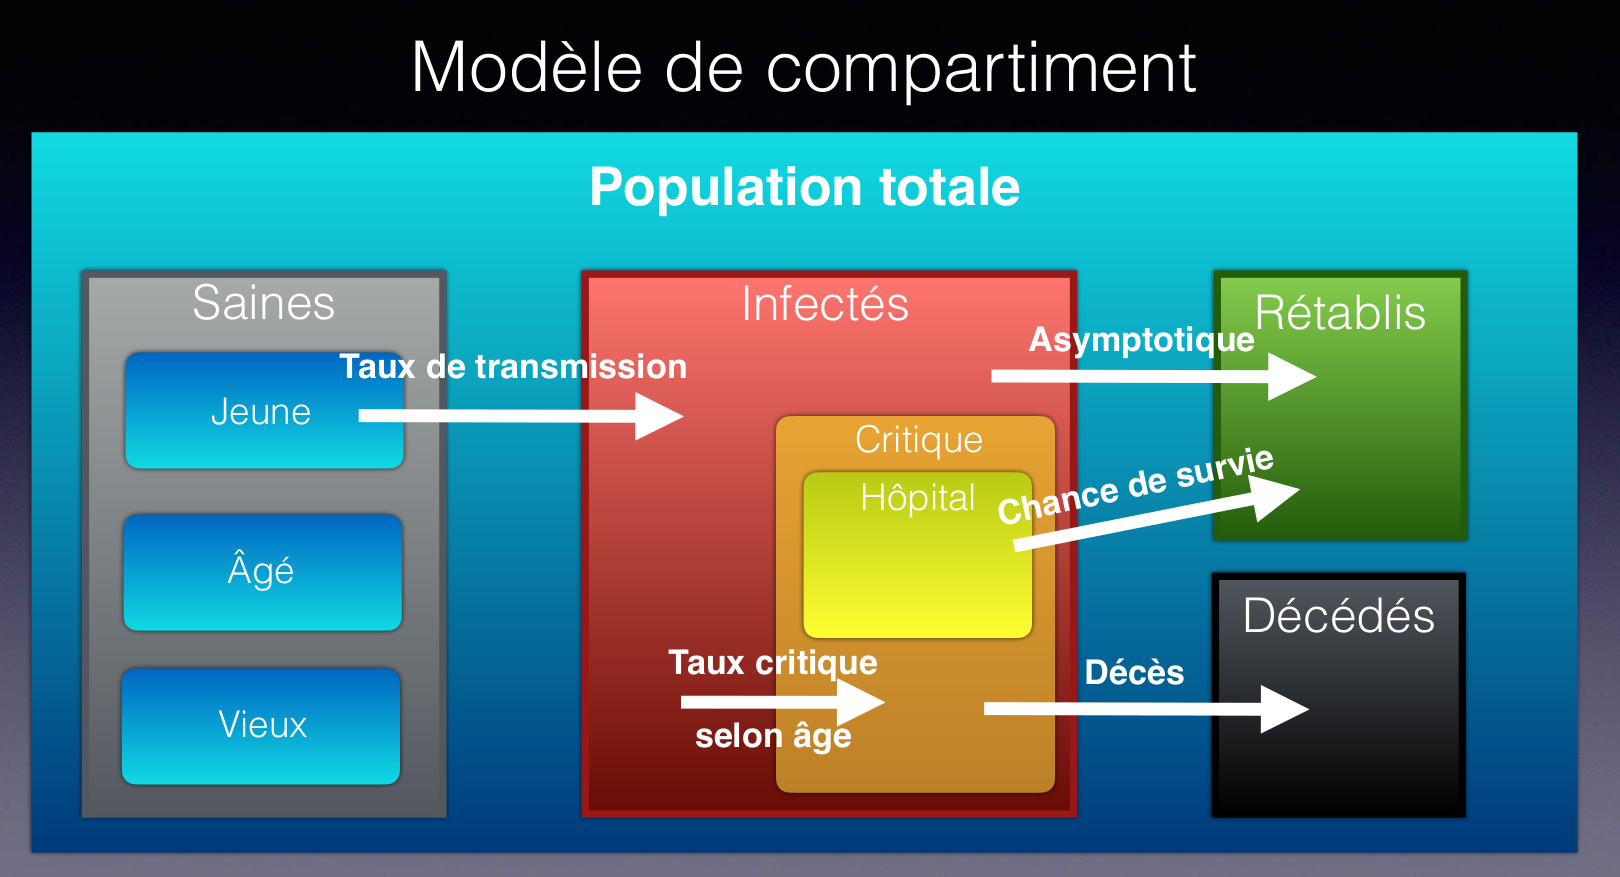 Modèle de compartiment
Population totale
Saines
Jeune
Âgé
Vieux
Taux de transmission
Infectés
Critique
Hôpital
Taux critique
selon âge
Asymptotique
Chance de survie
Décès
Rétablis
Décédés